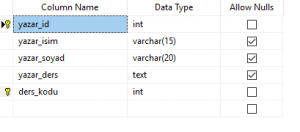 Column Name Data Type Allow Nulls
yazar_id int
yazar_isim varchar(15)
yazar_soyad varchar(20)
yazar_ders text
ders_kodu int